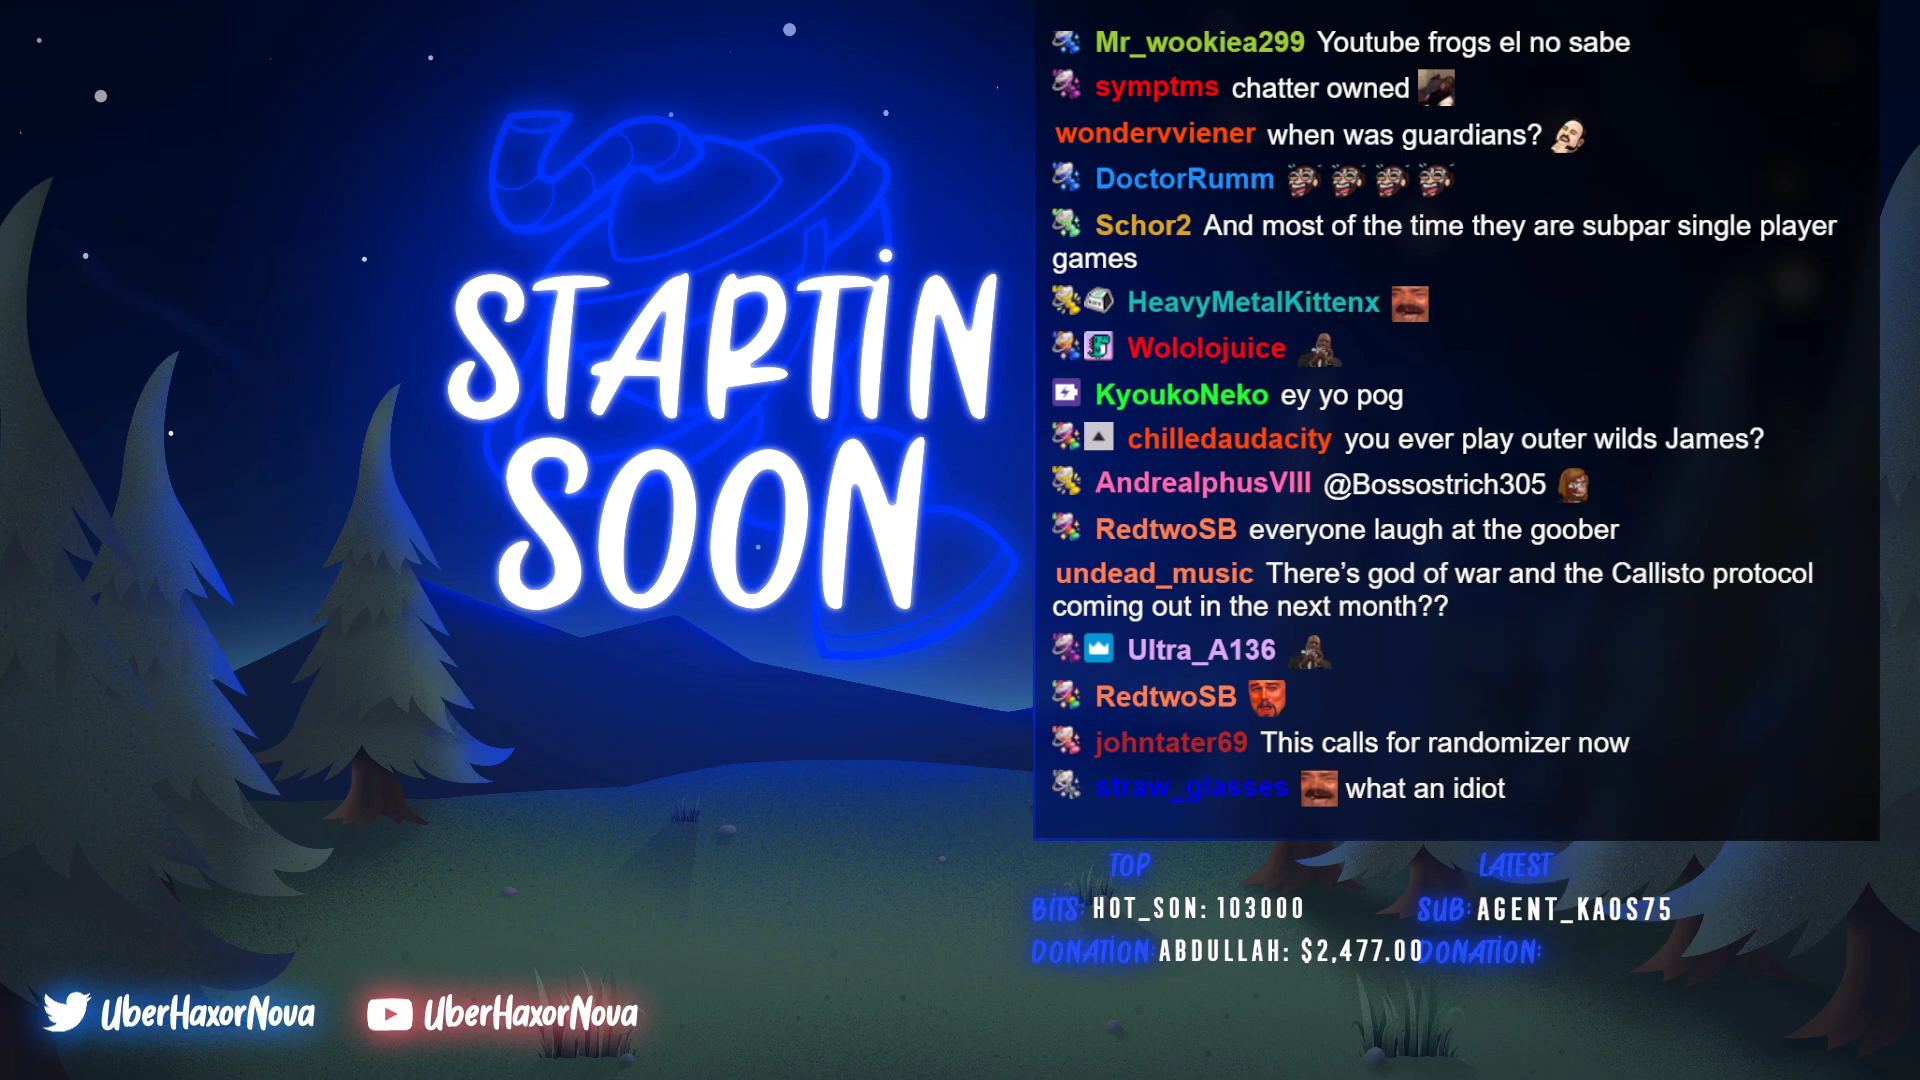 STARTIN
SOON
Mr_wookiea299 Youtube frogs el no sabe
symptms chatter owned
wondervviener when was guardians?
DoctorRumm
Schor2 And most of the time they are subpar single player
games
HeavyMetalKittenx
Wololojuice
KyoukoNeko ey yo pog
chilledaudacity you ever play outer wilds James?
AndrealphusVIII @Bossostrich305
RedtwoSB everyone laugh at the goober
undead_music There’s god of war and the Callisto protocol
coming out in the next month??
Ultra_A136
RedtwoSB
johntater69 This calls for randomizer now
straw_glasses what an idiot
TOP
BITS: HOT_SON: 103000
DONATION: ABDULLAH: $2,477.00
LATEST
SUB: AGENT_KAOS75
DONATION:
UberHaxorNova
UberHaxorNova